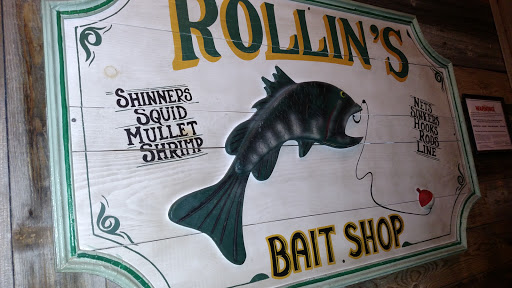 ROLLIN'S
SHINNERS
SQUID
MULLET
SHRIMP
NETS
SINKERS
HOOKS
RODS
LINE
BAIT SHOP